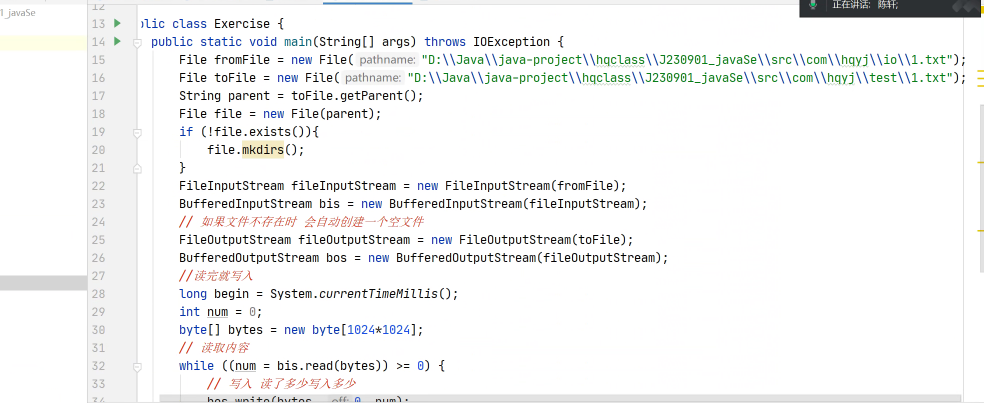 正在讲话: 陈轩;
1_javaSe
12
13 public class Exercise {
14 public static void main(String[] args) throws IOException {
15 File fromFile = new File( pathname: "D:\\Java\\java-project\\hqclass\\J230901_javaSe\\src\\com\\hqyj\\io\\1.txt");
16 File toFile = new File( pathname: "D:\\Java\\java-project\\hqclass\\J230901_javaSe\\src\\com\\hqyj\\test\\1.txt");
17 String parent = toFile.getParent();
18 File file = new File(parent);
19 if (!file.exists()){
20 file.mkdirs();
21 }
22 FileInputStream fileInputStream = new FileInputStream(fromFile);
23 BufferedInputStream bis = new BufferedInputStream(fileInputStream);
24 // 如果文件不存在时 会自动创建一个空文件
25 FileOutputStream fileOutputStream = new FileOutputStream(toFile);
26 BufferedOutputStream bos = new BufferedOutputStream(fileOutputStream);
27 //读完就写入
28 long begin = System.currentTimeMillis();
29 int num = 0;
30 byte[] bytes = new byte[1024*1024];
31 // 读取内容
32 while ((num = bis.read(bytes)) >= 0) {
33 // 写入 读了多少写入多少
34 bos.write(bytes, off: 0, num);